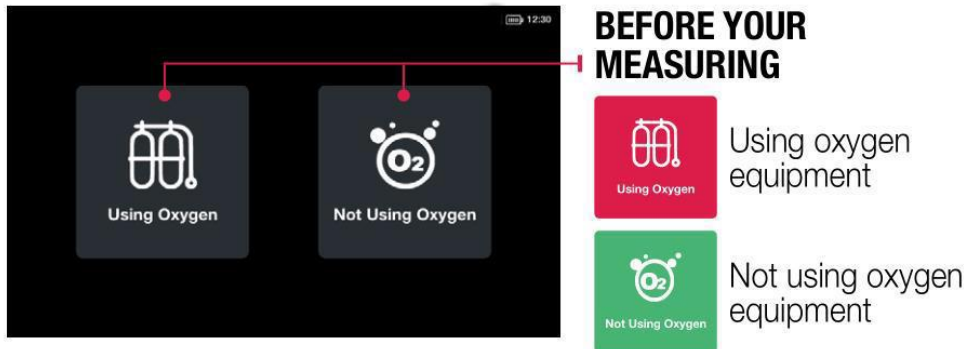 12:30
Using Oxygen
Not Using Oxygen
BEFORE YOUR
MEASURING
Using Oxygen
Using oxygen
equipment
Not Using Oxygen
Not using oxygen
equipment
O2
O2